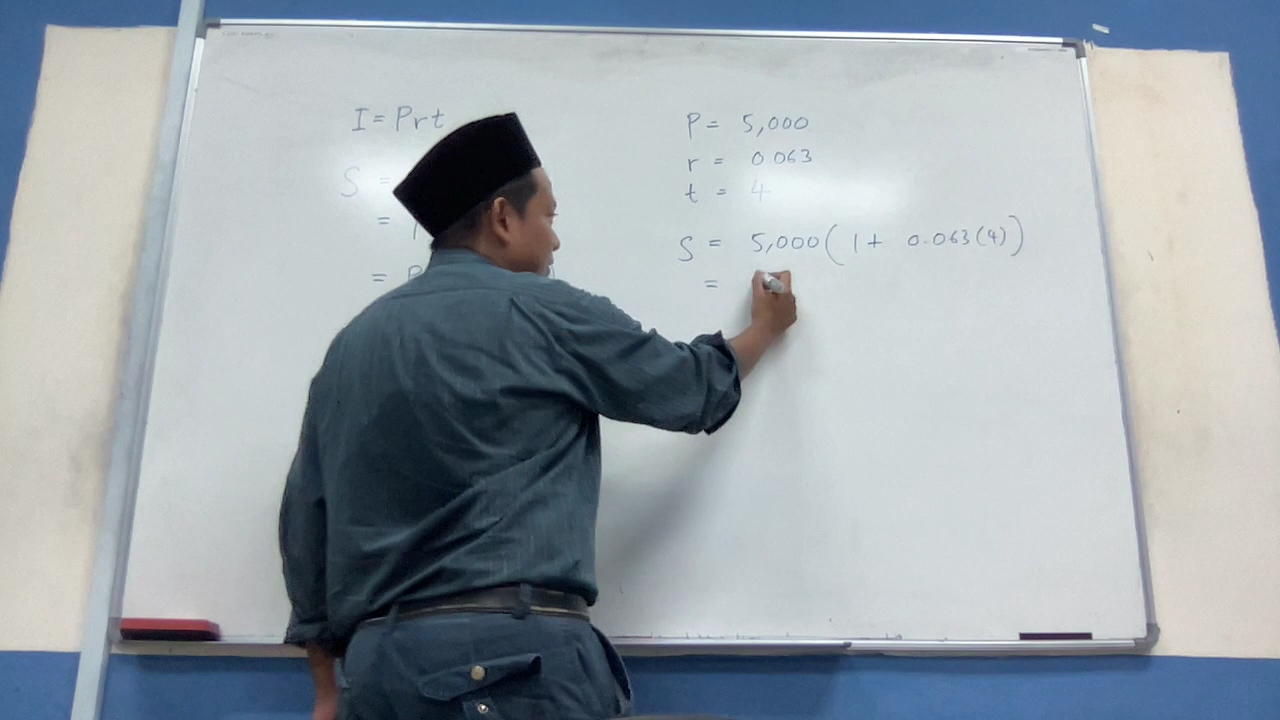 I = Prt
S =
=
= P
P = 5,000
r = 0.063
t = 4
S = 5,000 ( 1 + 0.063 (4) )
=